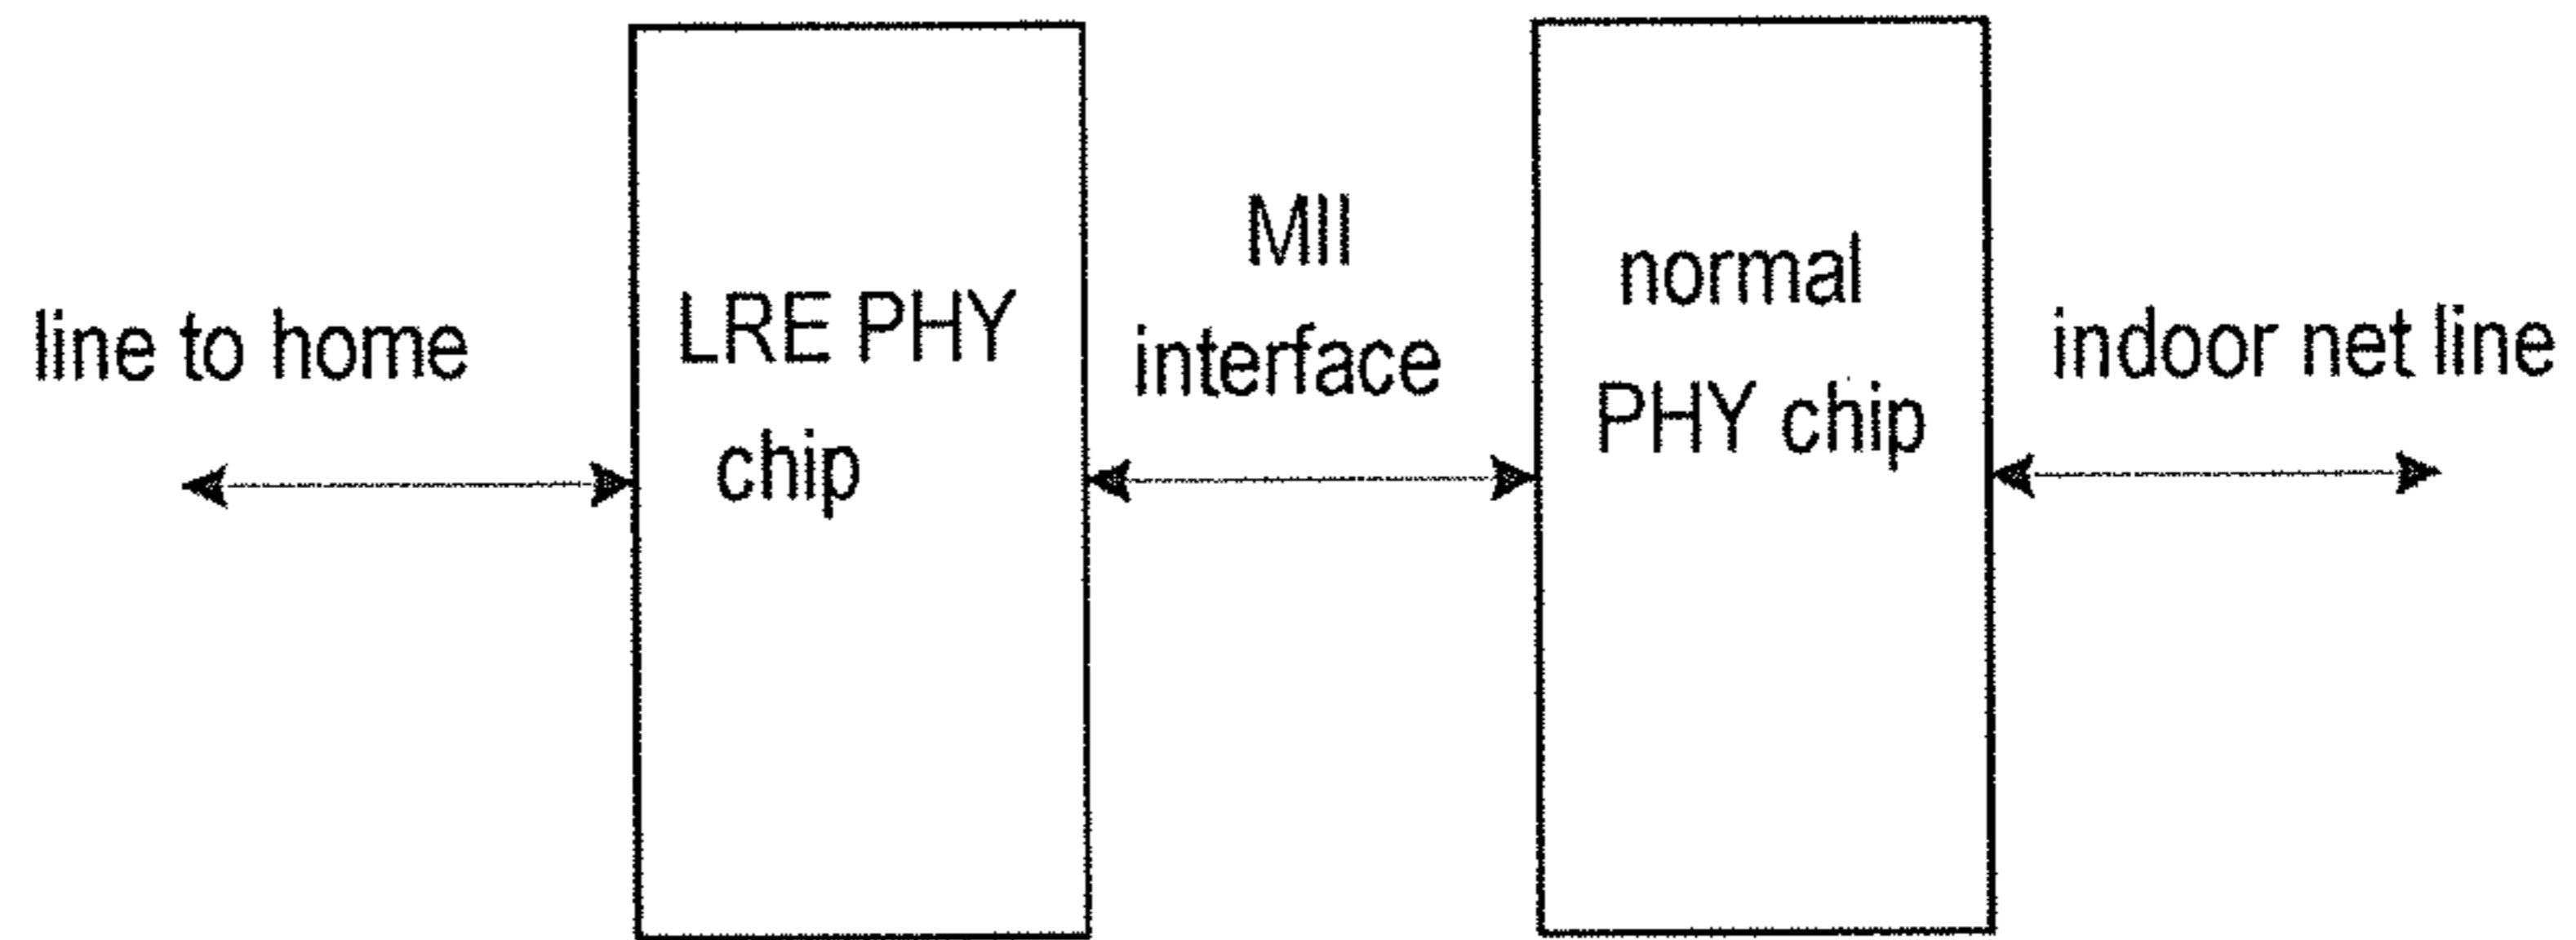 line to home
LRE PHY
chip
MII
interface
normal
PHY chip
indoor net line